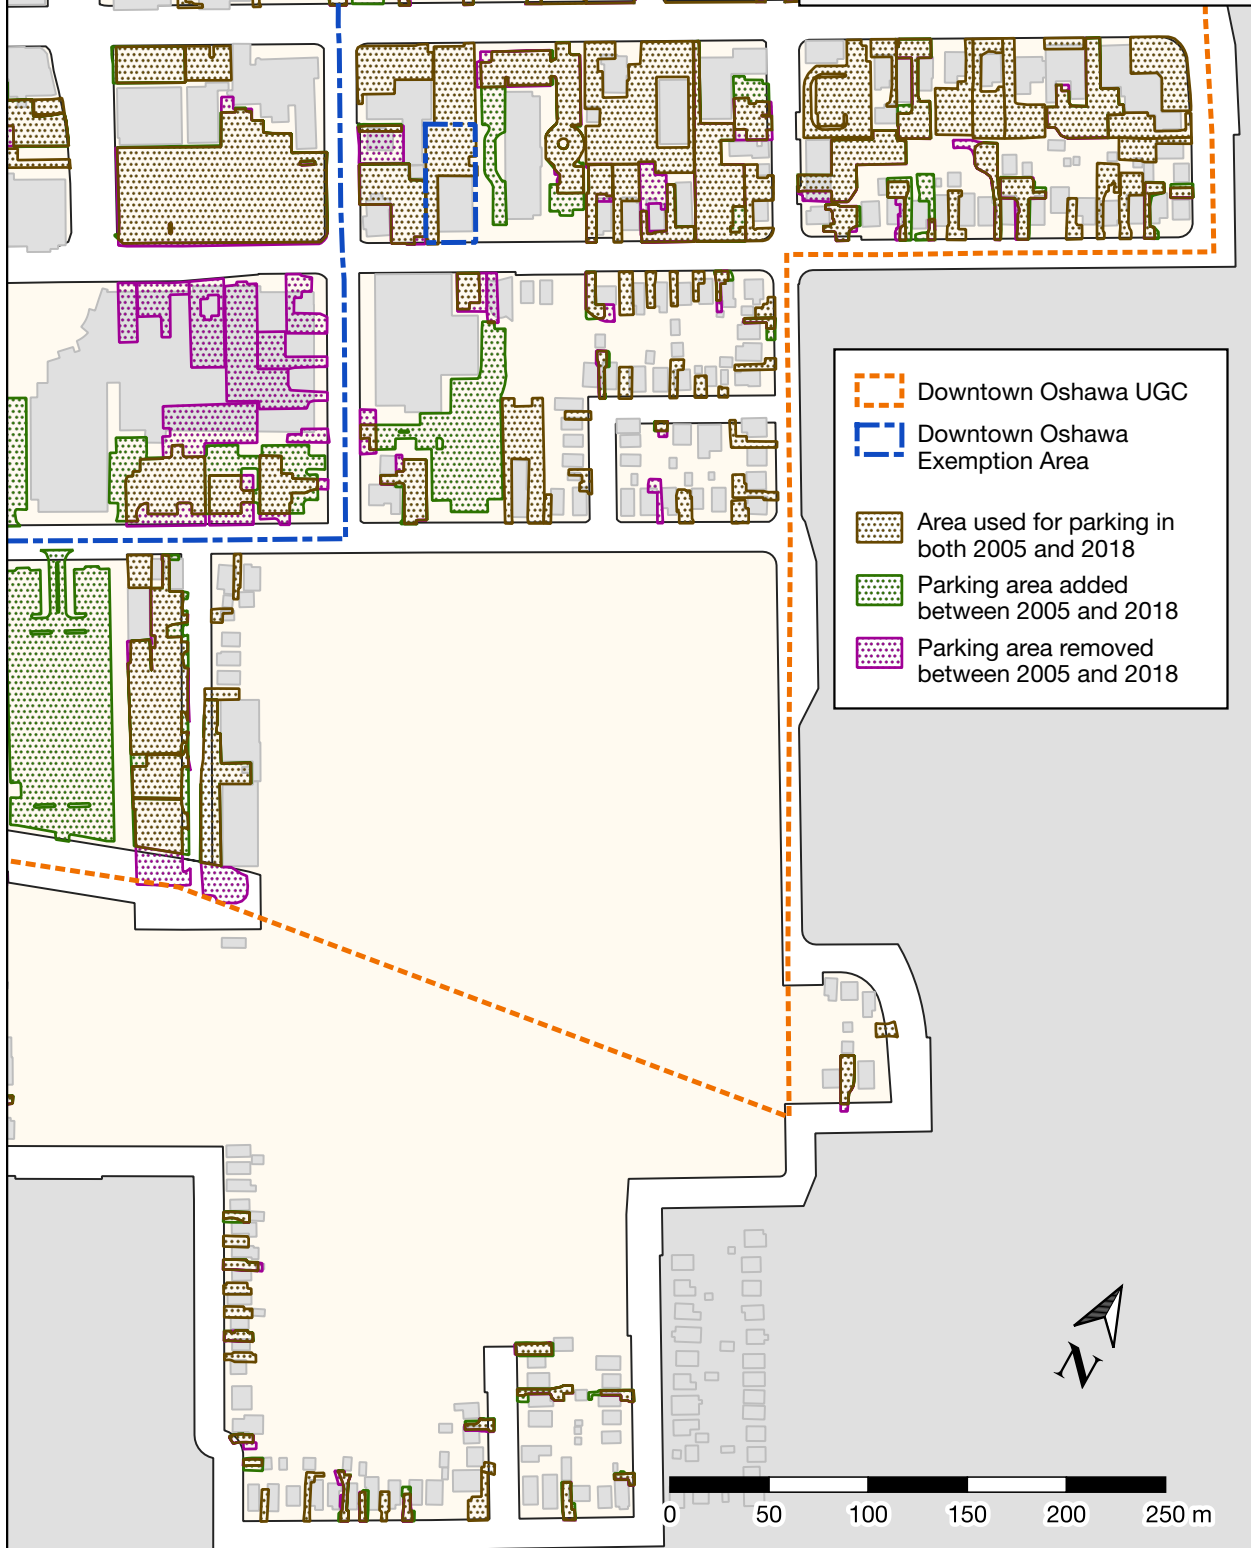 Downtown Oshawa UGC
Downtown Oshawa
Exemption Area
Area used for parking in
both 2005 and 2018
Parking area added
between 2005 and 2018
Parking area removed
between 2005 and 2018
N
0 50 100 150 200 250 m